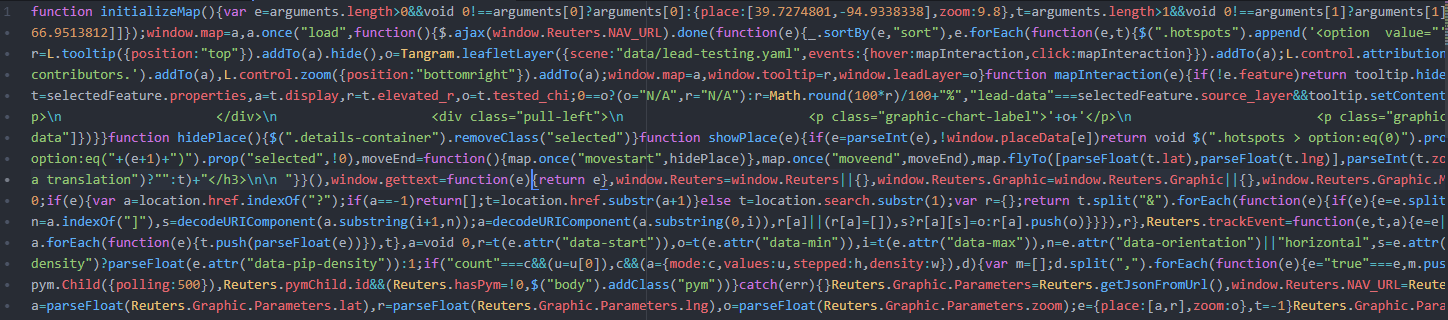 1 function initializeMap(){var e=arguments.length>0&&void 0!==arguments[0]?arguments[0]:{place:[39.7274801,-94.9338338],zoom:9.8},t=arguments.length>1&&void 0!==arguments[1]?arguments[1]
66.9513812]]});window.map=a,a.once("load",function(){$.ajax(window.Reuters.NAV_URL).done(function(e){_.sortBy(e,"sort"),e.forEach(function(e,t){$(".hotspots").append('<option  value="'
r=L.tooltip({position:"top"}).addTo(a).hide(),o=Tangram.leafletLayer({scene:"data/lead-testing.yaml",events:{hover:mapInteraction,click:mapInteraction}}).addTo(a);L.control.attributio
contributors.').addTo(a),L.control.zoom({position:"bottomright"}).addTo(a);window.map=a,window.tooltip=r,window.leadLayer=o}function mapInteraction(e){if(!e.feature)return tooltip.hide
t=selectedFeature.properties,a=t.display,r=t.elevated_r,o=t.tested_chi;0==o?(o="N/A",r="N/A"):r=Math.round(100*r)/100+"%","lead-data"===selectedFeature.source_layer&&tooltip.setContent
p>\n                    </div>\n                    <div class="pull-left">\n                        <p class="graphic-chart-label">'+o+'</p>\n                        <p class="graphic
data"]})}}function hidePlace(){$(".details-container").removeClass("selected")}function showPlace(e){if(e=parseInt(e),!window.placeData[e])return void $(".hotspots > option:eq(0)").pro
option:eq("+(e+1)+")").prop("selected",!0),moveEnd=function(){map.once("movestart",hidePlace)},map.once("moveend",moveEnd),map.flyTo([parseFloat(t.lat),parseFloat(t.lng)],parseInt(t.zo
a translation")?"":t)+"</h3>\n\n "}}(),window.gettext=function(e){return e},window.Reuters=window.Reuters||{},window.Reuters.Graphic=window.Reuters.Graphic||{},window.Reuters.Graphic.M
0;if(e){var a=location.href.indexOf("?");if(a==-1)return[];t=location.href.substr(a+1)}else t=location.search.substr(1);var r={};return t.split("&").forEach(function(e){if(e){e=e.split
n=a.indexOf("]"),s=decodeURIComponent(a.substring(i+1,n));a=decodeURIComponent(a.substring(0,i)),r[a]||(r[a]=[]),s?r[a][s]=o:r[a].push(o)}}}),r},Reuters.trackEvent=function(e,t,a){e=e|
a.forEach(function(e){t.push(parseFloat(e))}),t},a=void 0,r=t(e.attr("data-start")),o=t(e.attr("data-min")),i=t(e.attr("data-max")),n=e.attr("data-orientation")||"horizontal",s=e.attr(
density")?parseFloat(e.attr("data-pip-density")):1;if("count"===c&&(u=u[0]),c&&(a={mode:c,values:u,stepped:h,density:w}),d){var m=[];d.split(",").forEach(function(e){e="true"===e,m.pus
pym.Child({polling:500}),Reuters.pymChild.id&&(Reuters.hasPym=!0,$("body").addClass("pym"))}catch(err){}Reuters.Graphic.Parameters=Reuters.getJsonFromUrl(),window.Reuters.NAV_URL=Reute
a=parseFloat(Reuters.Graphic.Parameters.lat),r=parseFloat(Reuters.Graphic.Parameters.lng),o=parseFloat(Reuters.Graphic.Parameters.zoom);e={place:[a,r],zoom:o},t=-1}Reuters.Graphic.Para